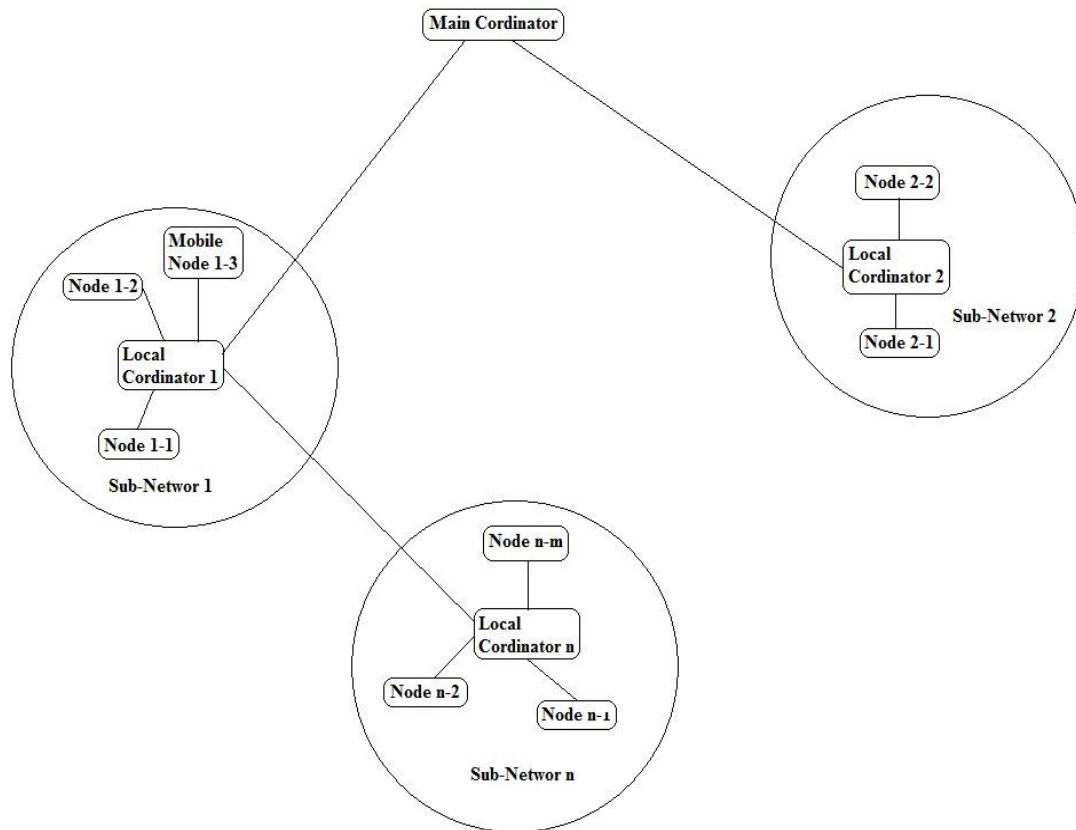 Main Cordinator
Node 2-2
Local
Cordinator 2
Node 2-1
Sub-Networ 2
Mobile
Node 1-3
Node 1-2
Local
Cordinator 1
Node 1-1
Sub-Networ 1
Node n-m
Local
Cordinator n
Node n-2
Node n-1
Sub-Networ n